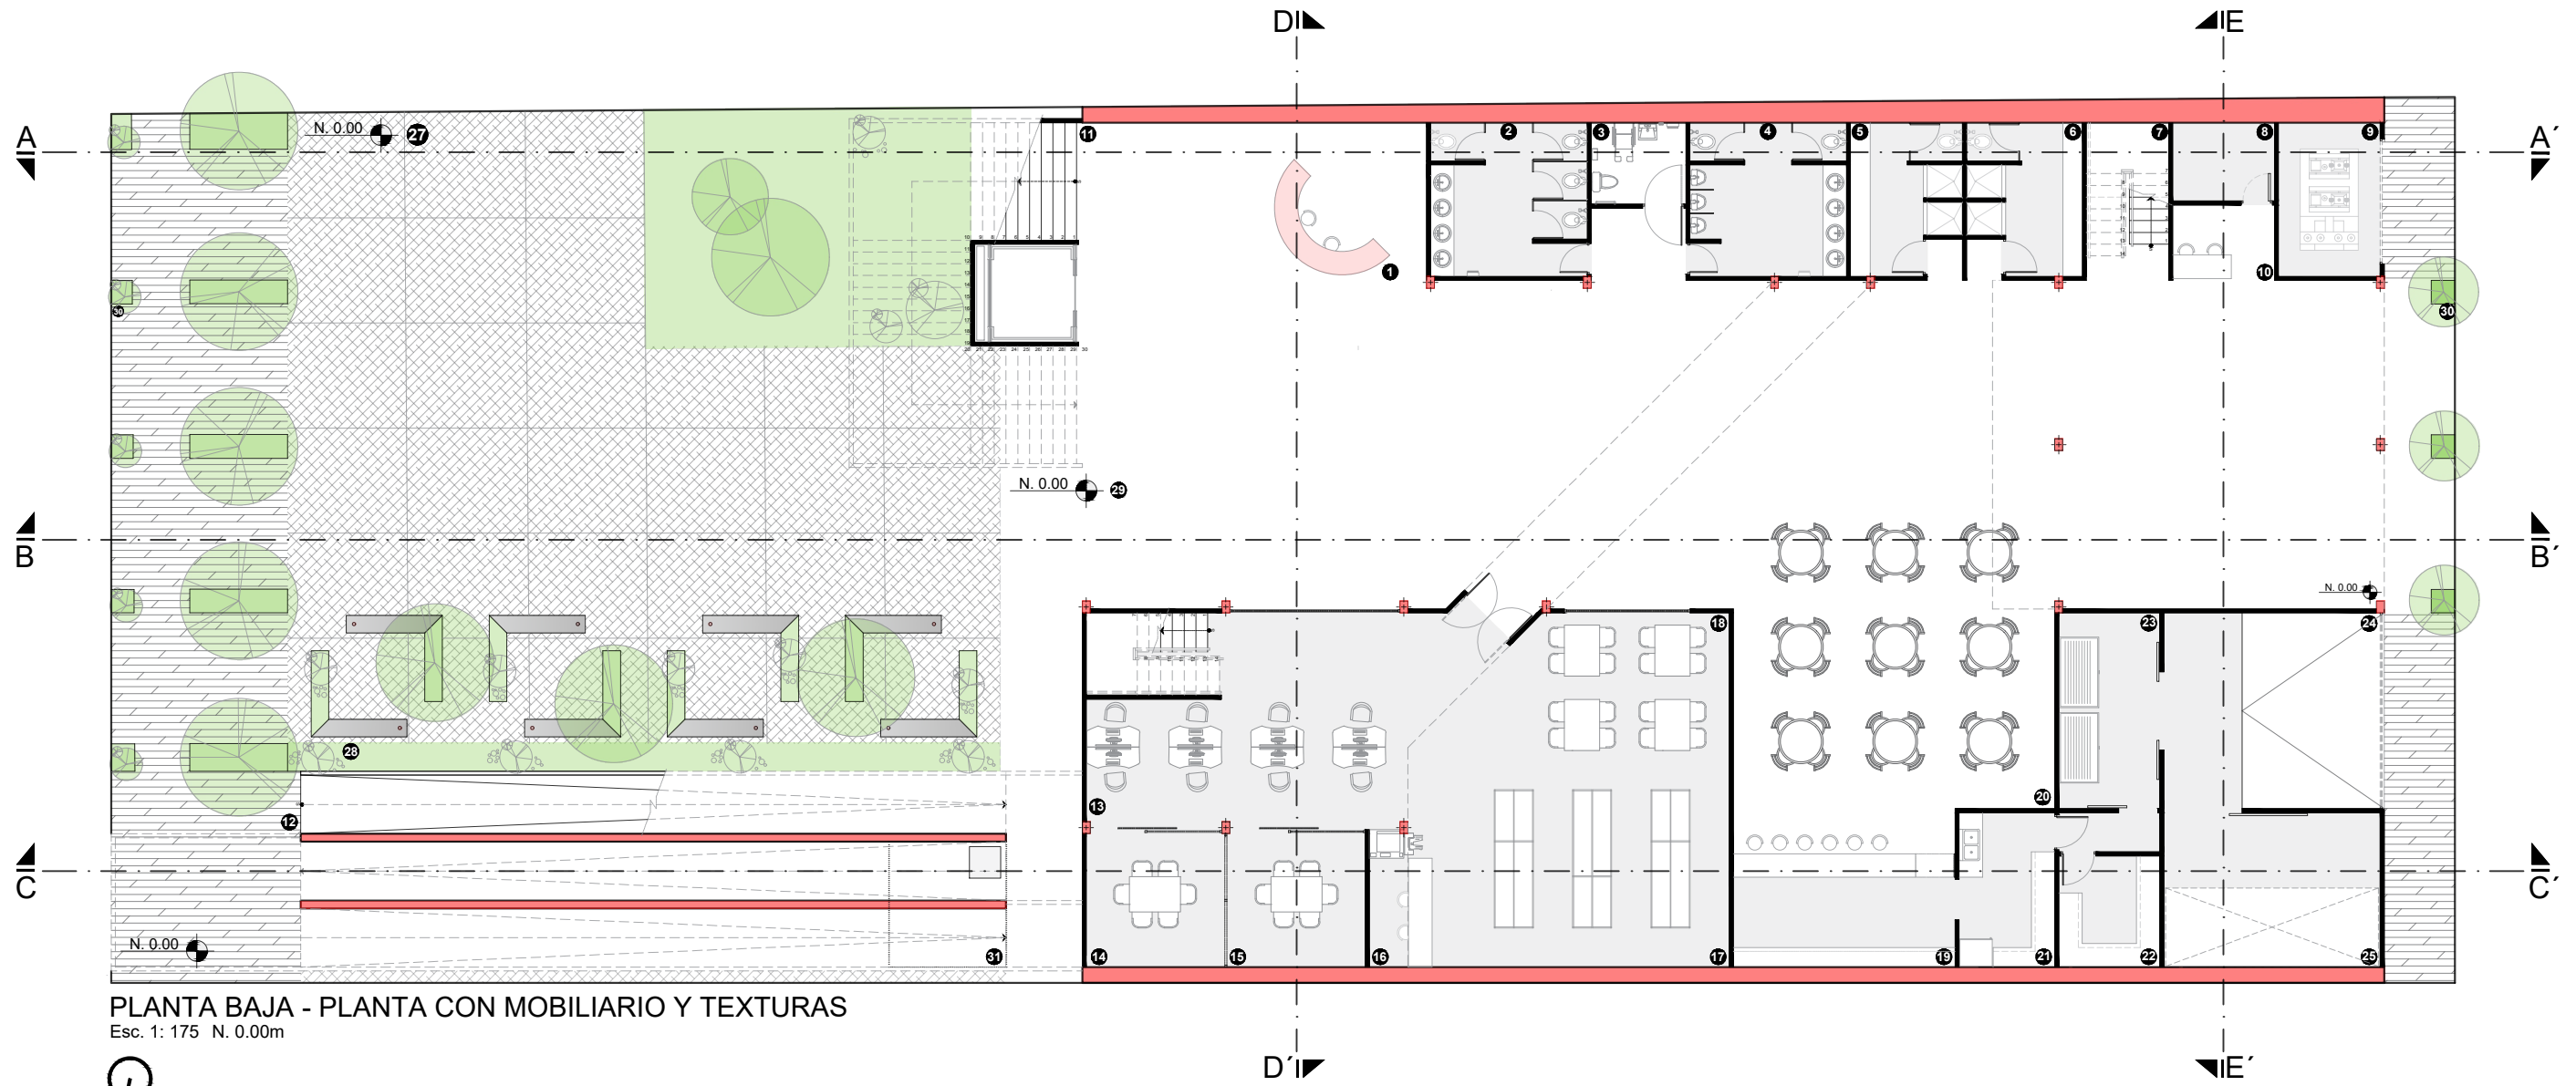 D E
N. 0.00 27
A 11 2 3 4 5 6 7 8 9 A´
1 10
30 30
N. 0.00 29
B B´
N. 0.00
18 23 24
28
12 13 20
C C´
N. 0.00 31 14 15 16 17 19 21 22 25
PLANTA BAJA - PLANTA CON MOBILIARIO Y TEXTURAS
Esc. 1: 175 N. 0.00m
D´ E´